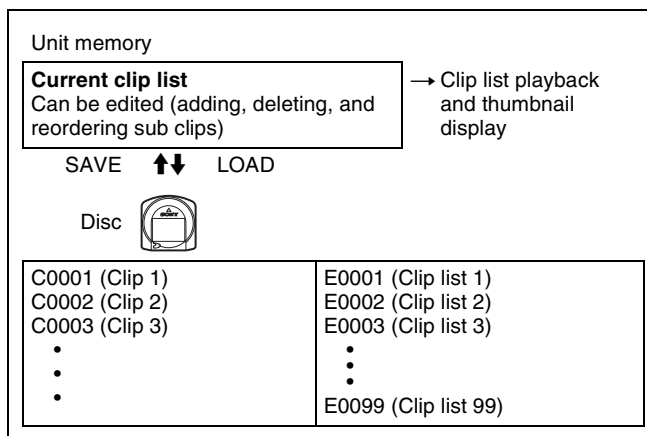 Unit memory
Current clip list
Can be edited (adding, deleting, and
reordering sub clips)
→ Clip list playback
and thumbnail
display
SAVE ⬆⬇ LOAD
Disc
SONY
C0001 (Clip 1)
C0002 (Clip 2)
C0003 (Clip 3)
•
•
•
E0001 (Clip list 1)
E0002 (Clip list 2)
E0003 (Clip list 3)
•
•
•
E0099 (Clip list 99)